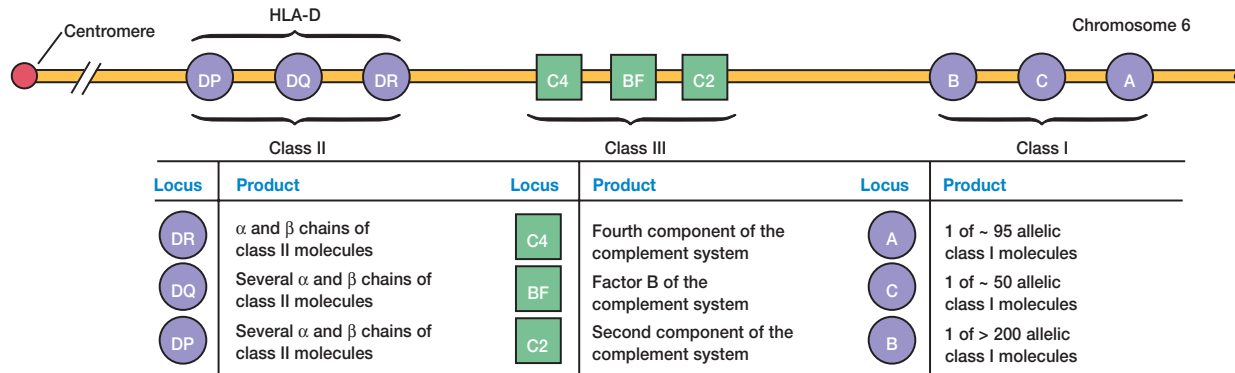 HLA-D
Chromosome 6
Centromere
DP DQ DR C4 BF C2 B C A
Class II Class III Class I
Locus Product Locus Product Locus Product
DR
α and β chains of
class II molecules
C4
Fourth component of the
complement system
A
1 of ~ 95 allelic
class I molecules
DQ
Several α and β chains of
class II molecules
BF
Factor B of the
complement system
C
1 of ~ 50 allelic
class I molecules
DP
Several α and β chains of
class II molecules
C2
Second component of the
complement system
B
1 of > 200 allelic
class I molecules